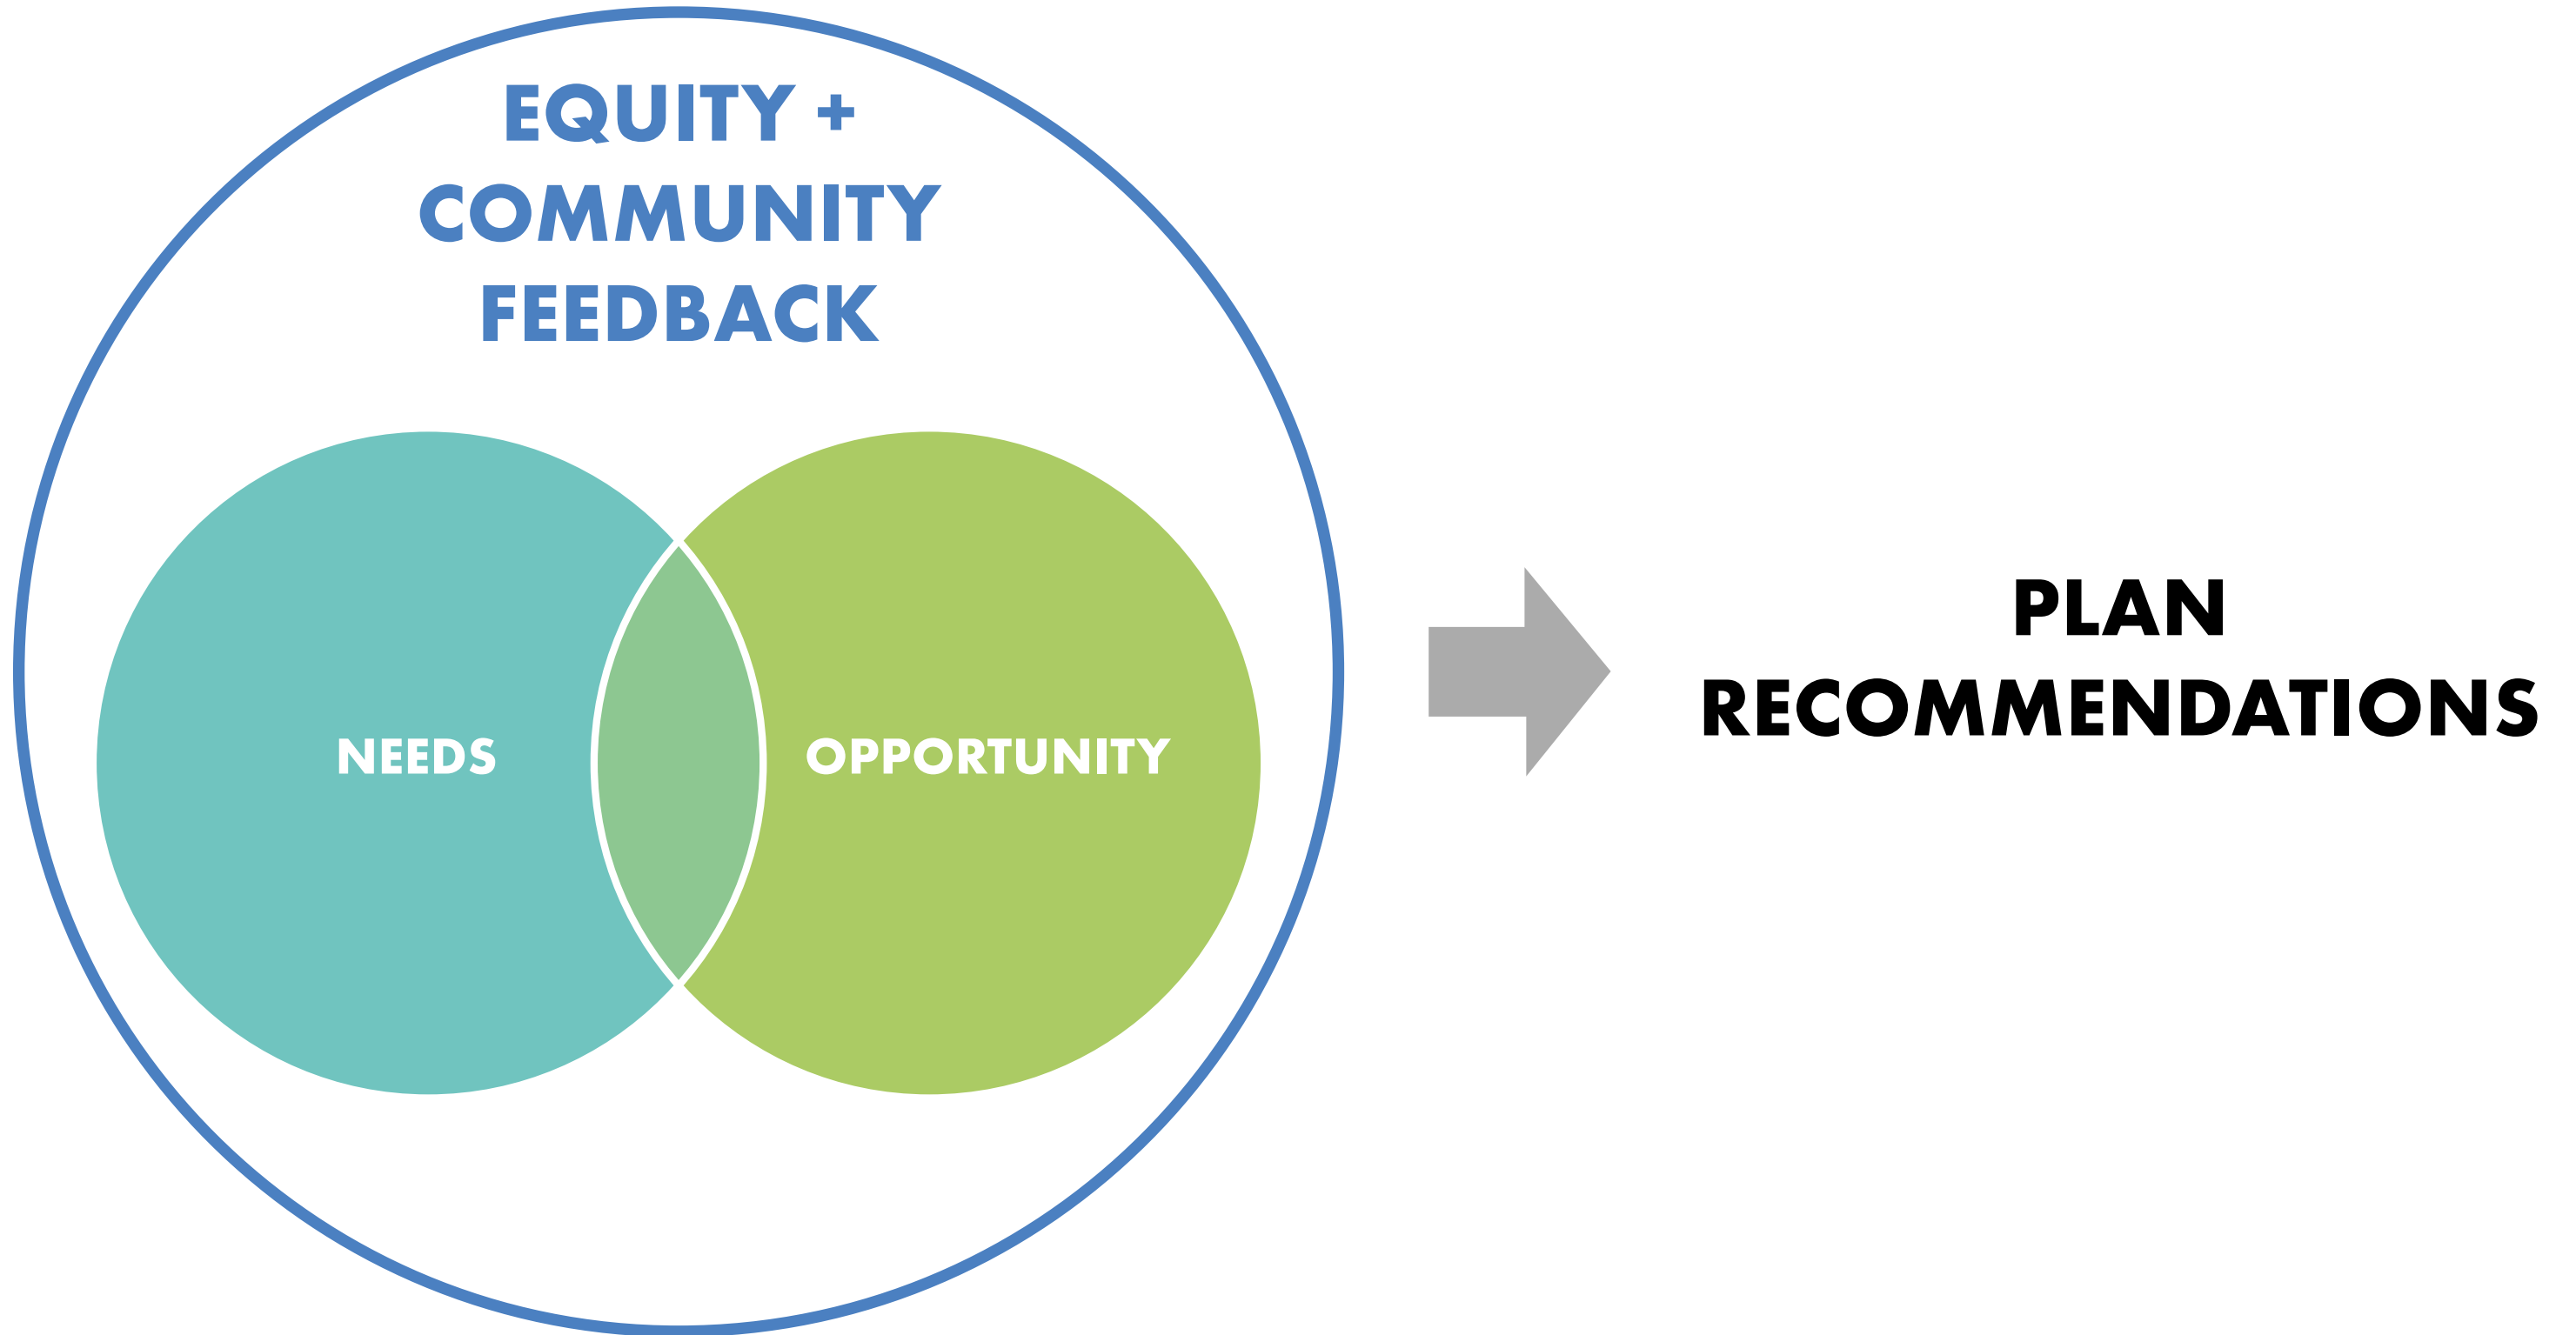 EQUITY +
COMMUNITY
FEEDBACK
NEEDS
OPPORTUNITY
PLAN
RECOMMENDATIONS